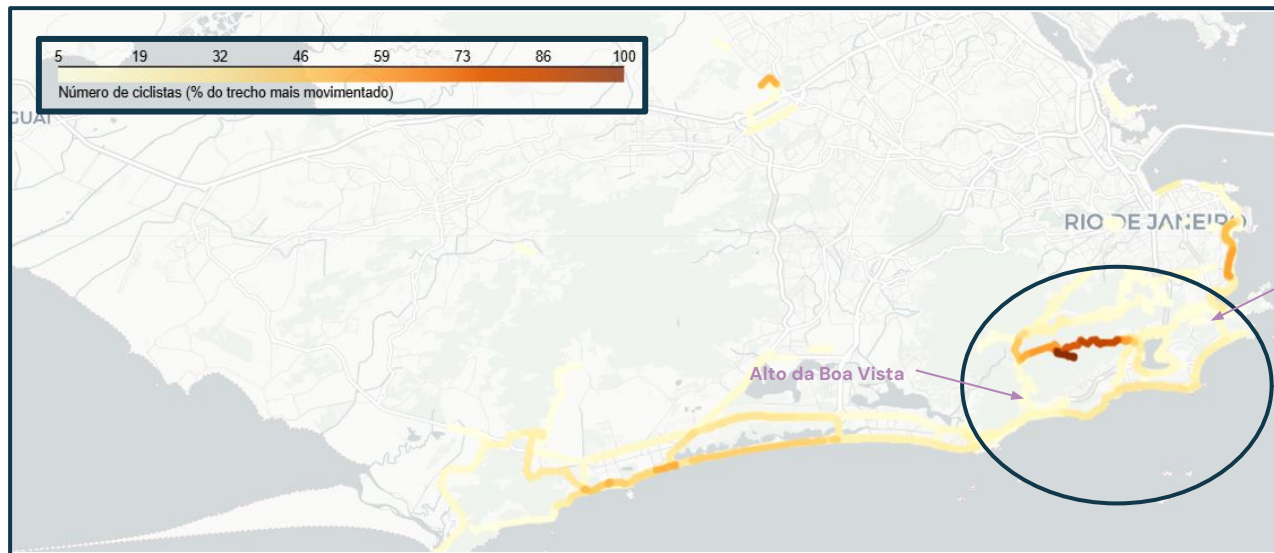 5 19 32 46 59 73 86 100
Número de ciclistas (% do trecho mais movimentado)
GUAÍ
RIO DE JANEIRO
Alto da Boa Vista